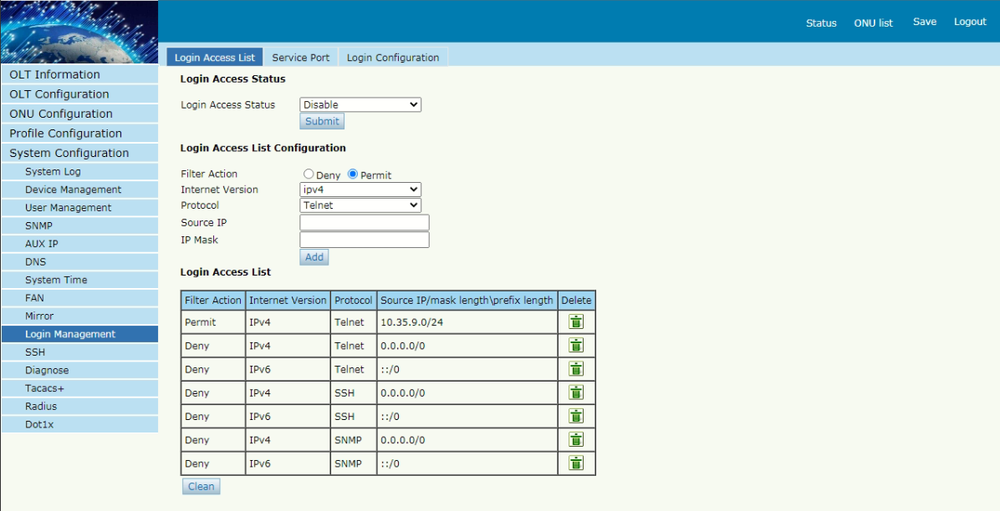 Status ONU list Save Logout
Login Access List Service Port Login Configuration
OLT Information
OLT Configuration
ONU Configuration
Profile Configuration
System Configuration
System Log
Device Management
User Management
SNMP
AUX IP
DNS
System Time
FAN
Mirror
Login Management
SSH
Diagnose
Tacacs+
Radius
Dot1x
Login Access Status
Login Access Status Disable
Submit
Login Access List Configuration
Filter Action Deny Permit
Internet Version ipv4
Protocol Telnet
Source IP
IP Mask
Add
Login Access List
Filter Action Internet Version Protocol Source IP/mask length\prefix length Delete
Permit IPv4 Telnet 10.35.9.0/24
Deny IPv4 Telnet 0.0.0.0/0
Deny IPv6 Telnet ::/0
Deny IPv4 SSH 0.0.0.0/0
Deny IPv6 SSH ::/0
Deny IPv4 SNMP 0.0.0.0/0
Deny IPv6 SNMP ::/0
Clean